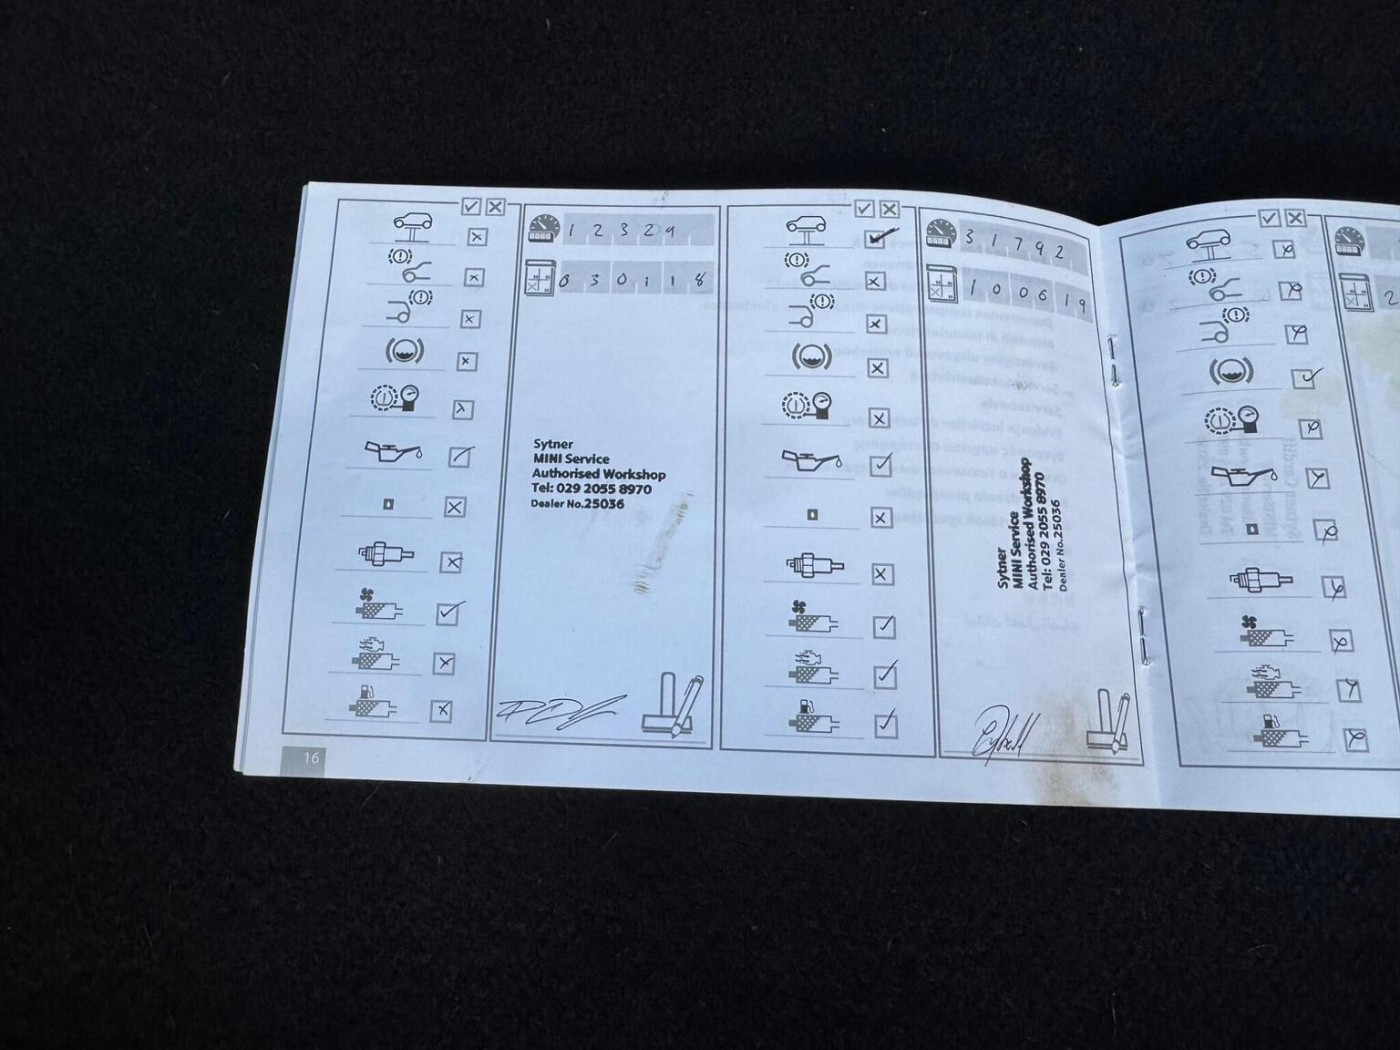 12329
030118
Sytner
MINI Service
Authorised Workshop
Tel: 029 2055 8970
Dealer No.25036
16
31792
100619
Sytner
MINI Service
Authorised Workshop
Tel: 029 2055 8970
Dealer No.25036
2